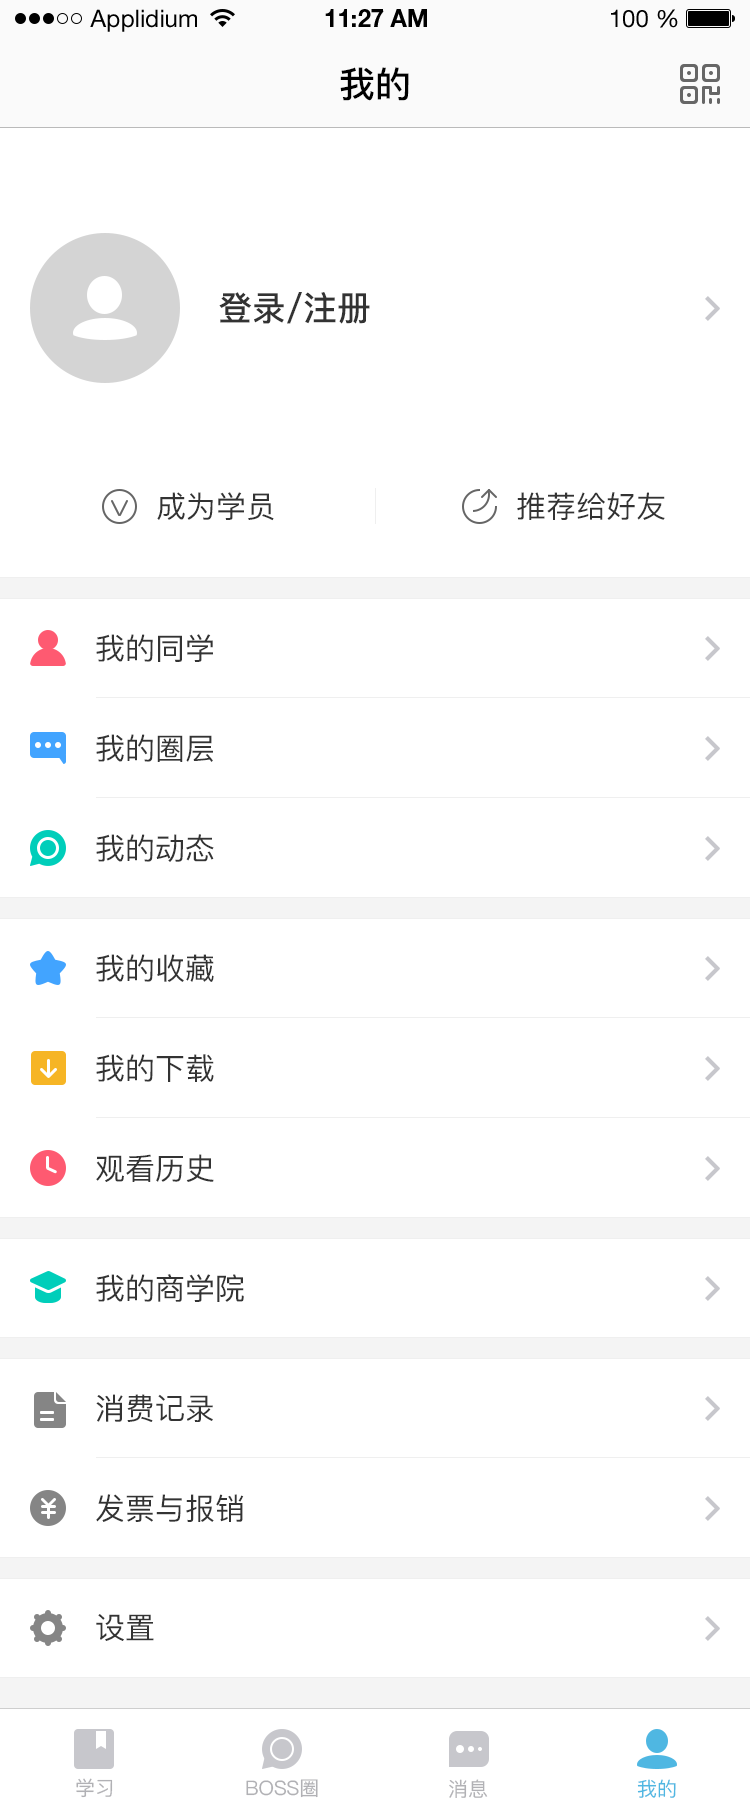 Applidium 11:27 AM 100 %
我的
登录/注册
成为学员 推荐给好友
我的同学
我的圈层
我的动态
我的收藏
我的下载
观看历史
我的商学院
消费记录
发票与报销
设置
学习 BOSS圈 消息 我的